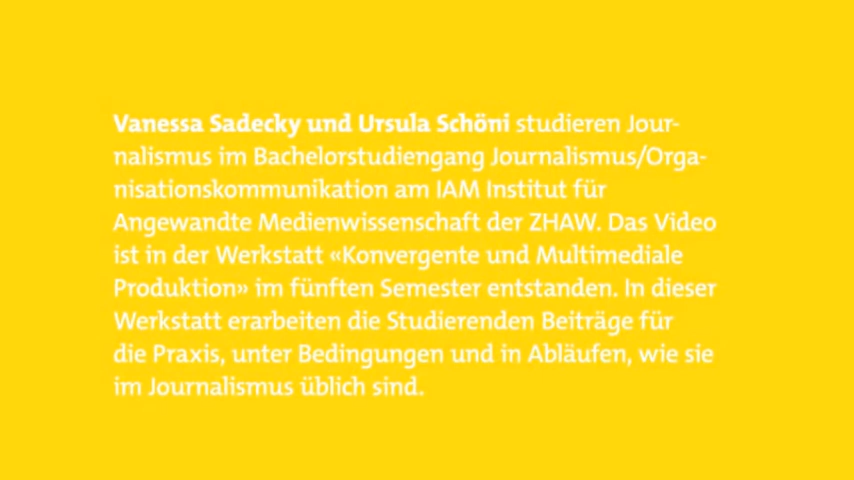 Vanessa Sadecky und Ursula Schöni studieren Jour-
nalismus im Bachelorstudiengang Journalismus/Orga-
nisationskommunikation am IAM Institut für
Angewandte Medienwissenschaft der ZHAW. Das Video
ist in der Werkstatt «Konvergente und Multimediale
Produktion» im fünften Semester entstanden. In dieser
Werkstatt erarbeiten die Studierenden Beiträge für
die Praxis, unter Bedingungen und in Abläufen, wie sie
im Journalismus üblich sind.